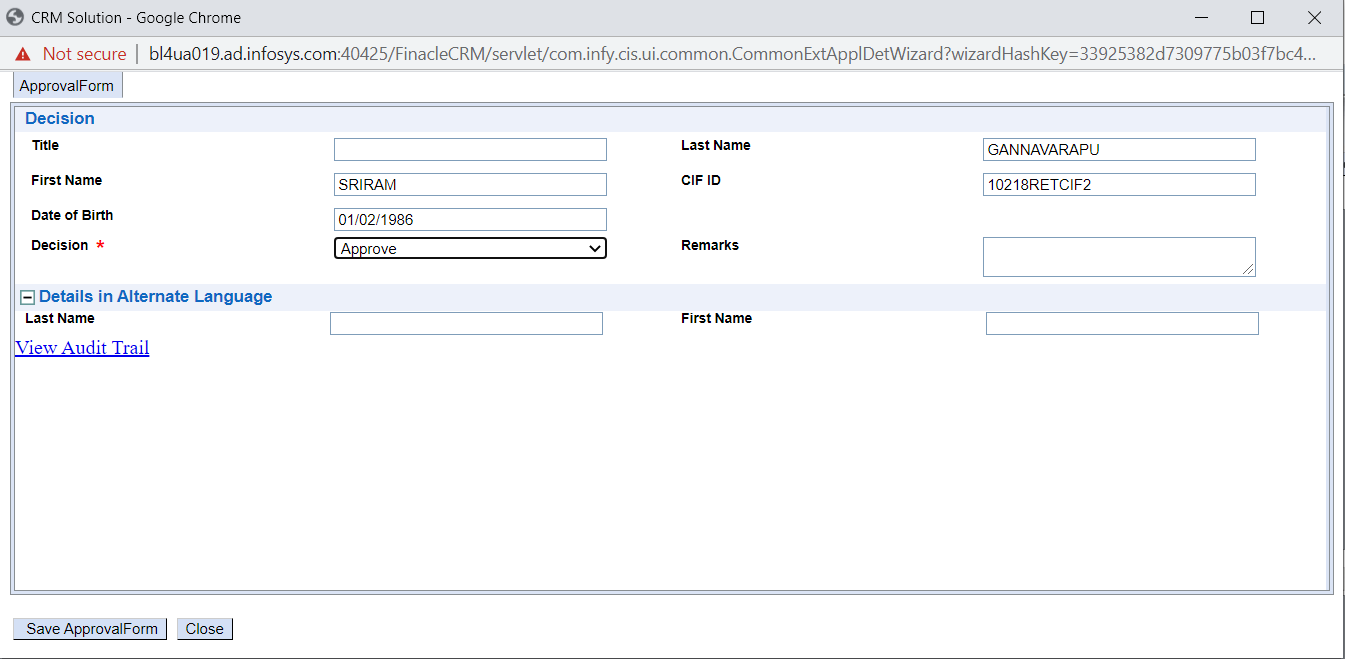 CRM Solution - Google Chrome
Not secure | bl4ua019.ad.infosys.com:40425/FinacleCRM/servlet/com.infy.cis.ui.common.CommonExtApplDetWizard?wizardHashKey=33925382d7309775b03f7bc4...
ApprovalForm
Decision
Title
Last Name GANNAVARAPU
First Name SRIRAM
CIF ID 10218RETCIF2
Date of Birth 01/02/1986
Decision * Approve
Remarks
Details in Alternate Language
Last Name
First Name
View Audit Trail
Save ApprovalForm
Close